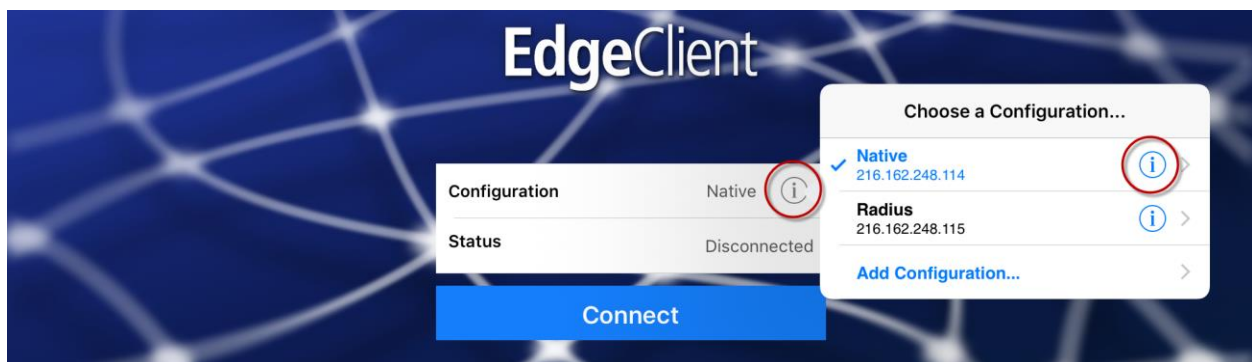 EdgeClient
Configuration Native
Status Disconnected
Connect
Choose a Configuration...
Native
216.162.248.114
Radius
216.162.248.115
Add Configuration...